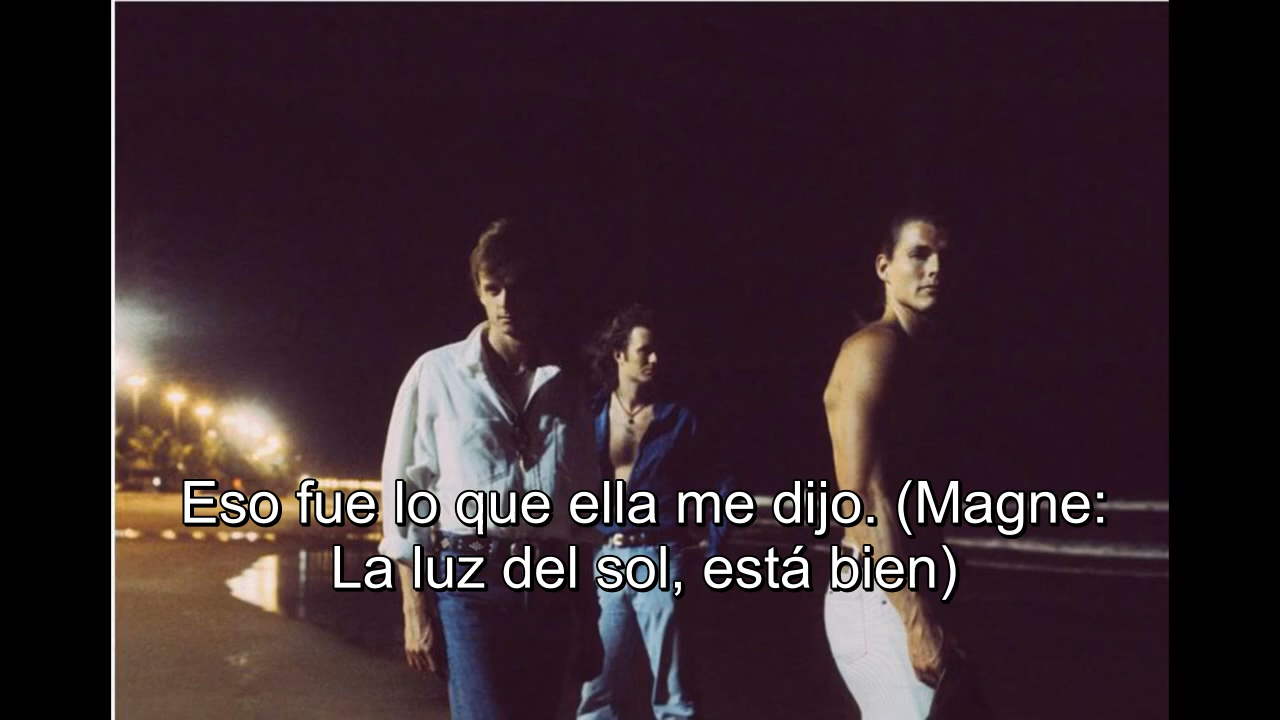 Eso fue lo que ella me dijo. (Magne:
La luz del sol, está bien)